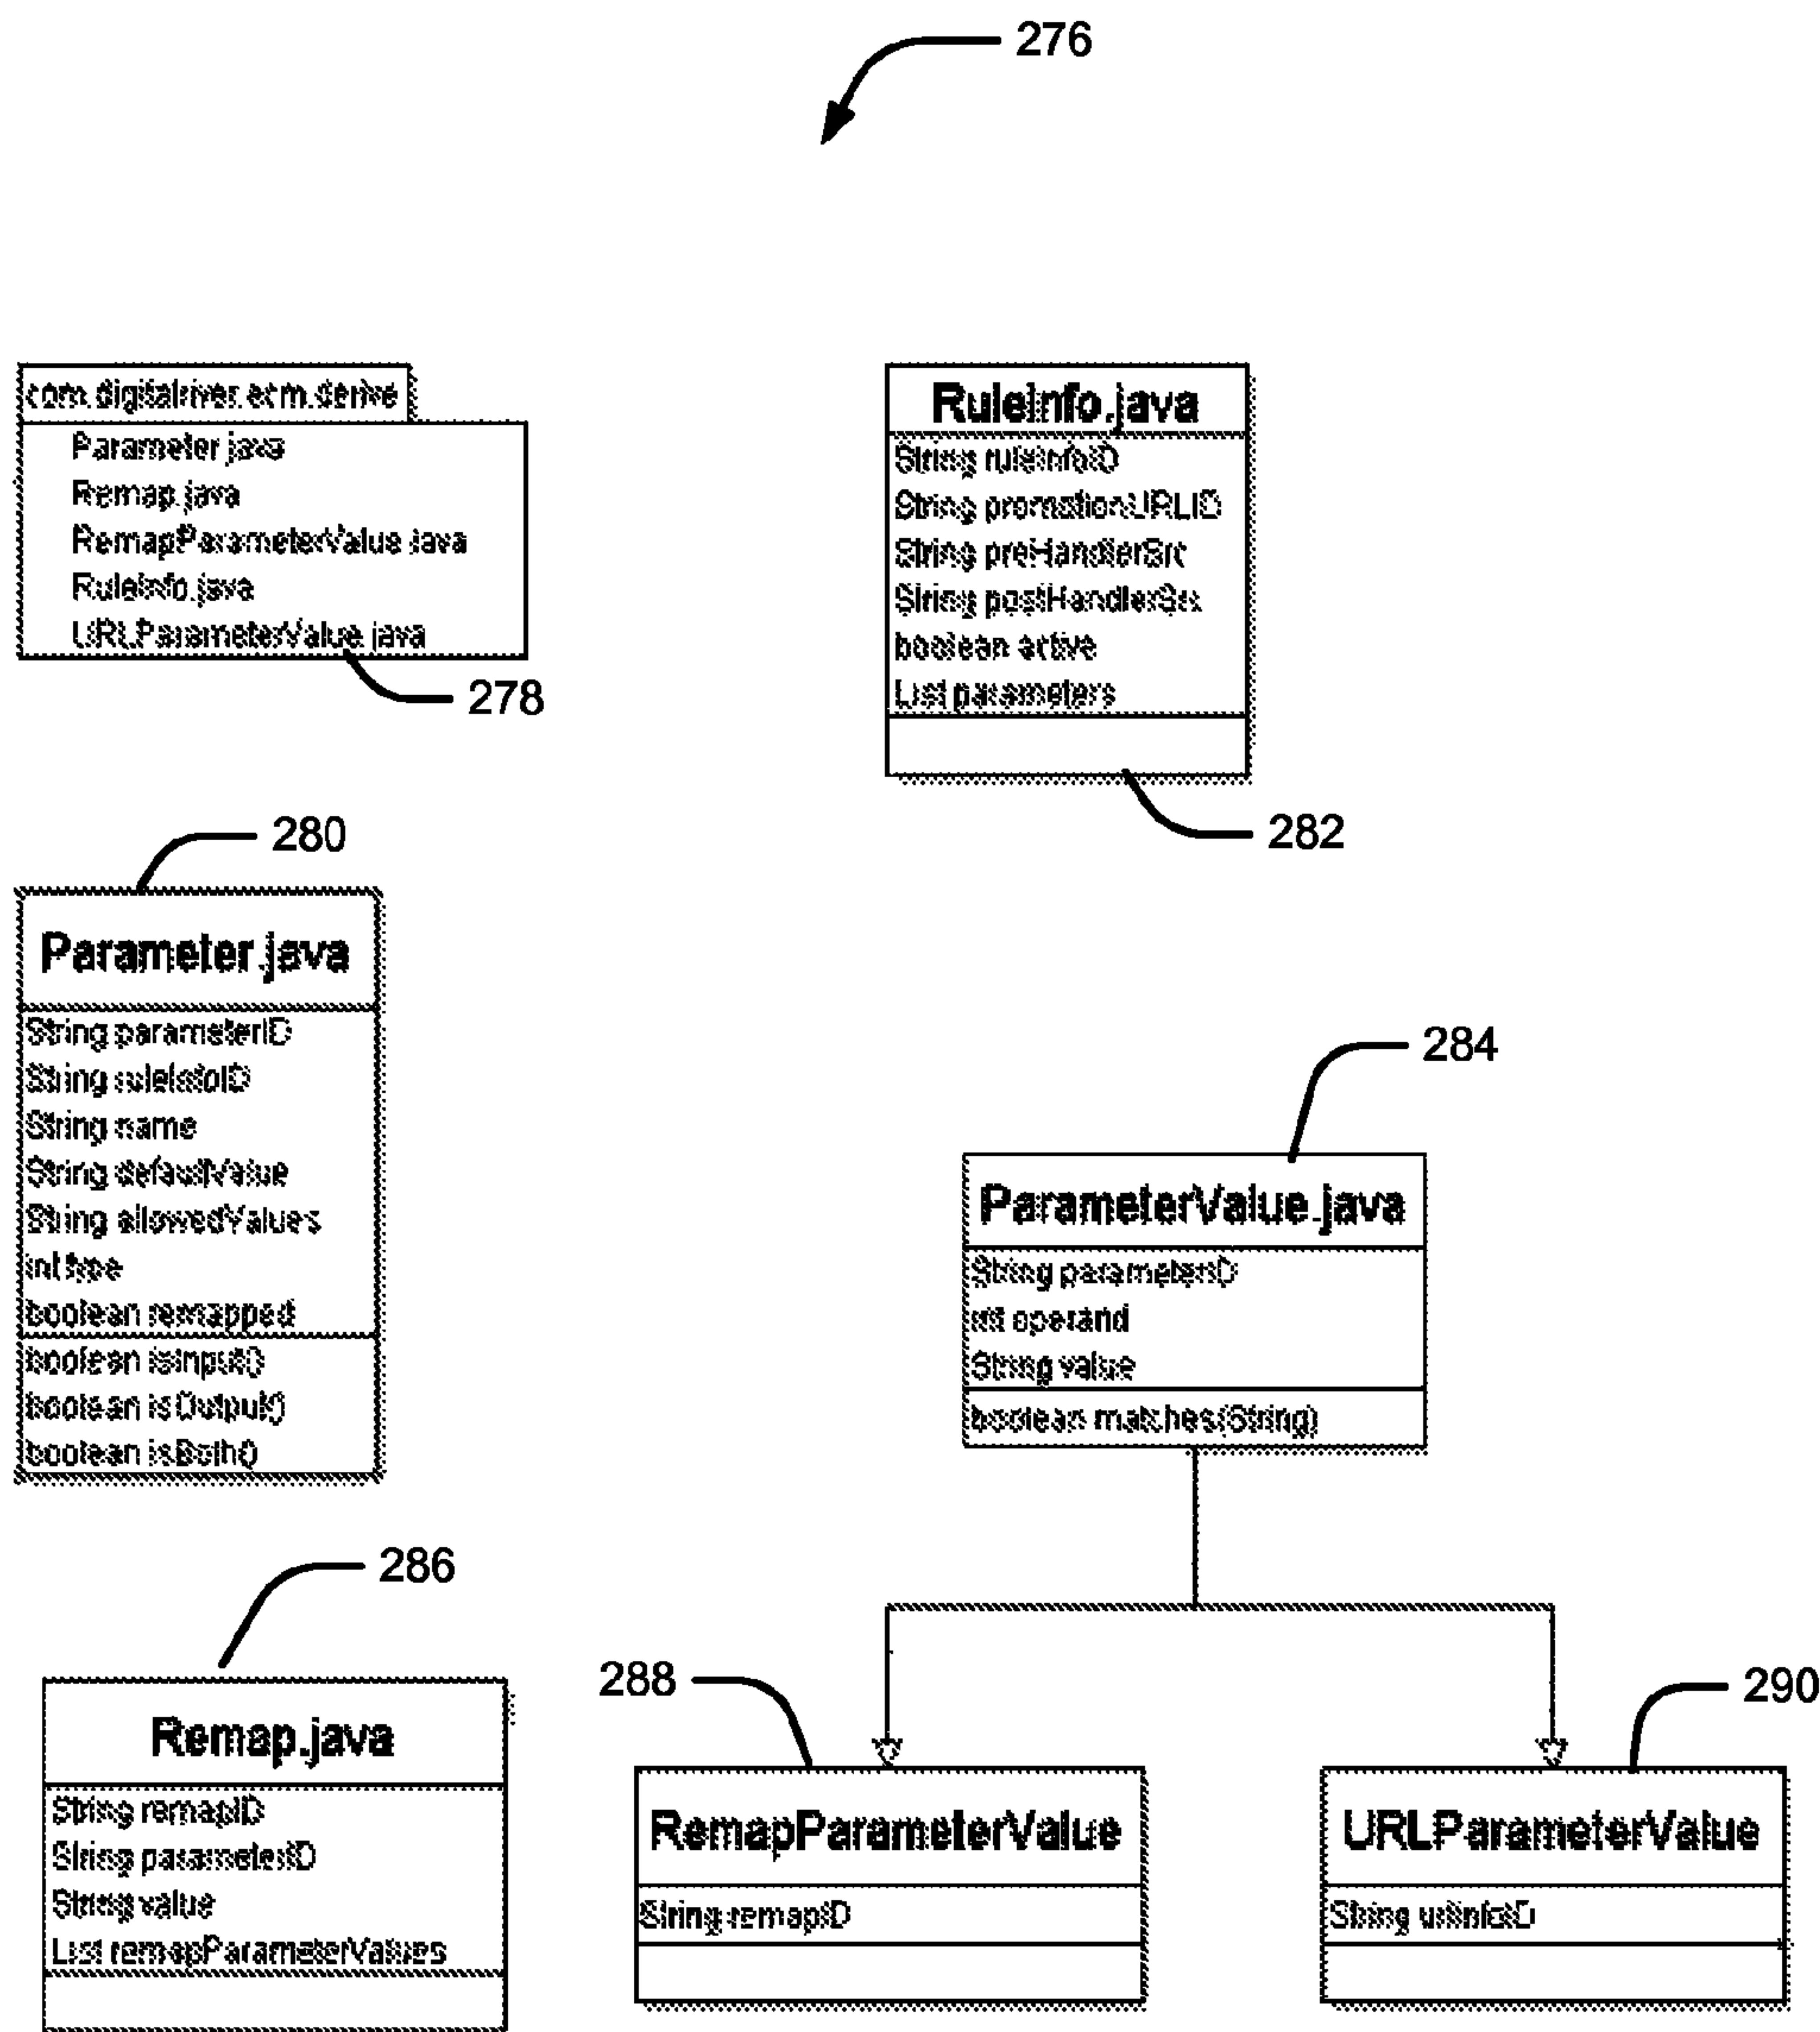 276
com.digitalriver.ecm.derive
Parameter.java
Remap.java
RemapParameterValue.java
RuleInfo.java
URLParameterValue.java
278
RuleInfo.java
String ruleInfoID
String promotionURLID
String preHandlerSrc
String postHandlerSrc
boolean active
List parameters
282
280
Parameter.java
String parameterID
String ruleInfoID
String name
String defaultValue
String allowedValues
int type
boolean remapped
boolean isInput()
boolean isOutput()
boolean isBoth()
284
ParameterValue.java
String parameterID
int operand
String value
boolean matches(String)
286
Remap.java
String remapID
String parameterID
String value
List remapParameterValues
288
RemapParameterValue
String remapID
290
URLParameterValue
String urlInfoID